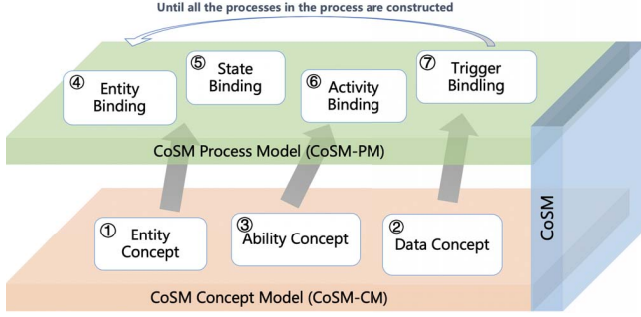 Until all the processes in the process are constructed
④ Entity
Binding
⑤ State
Binding
⑥ Activity
Binding
⑦ Trigger
Bindling
CoSM Process Model (CoSM-PM)
CoSM
① Entity
Concept
③ Ability Concept
② Data Concept
CoSM Concept Model (CoSM-CM)